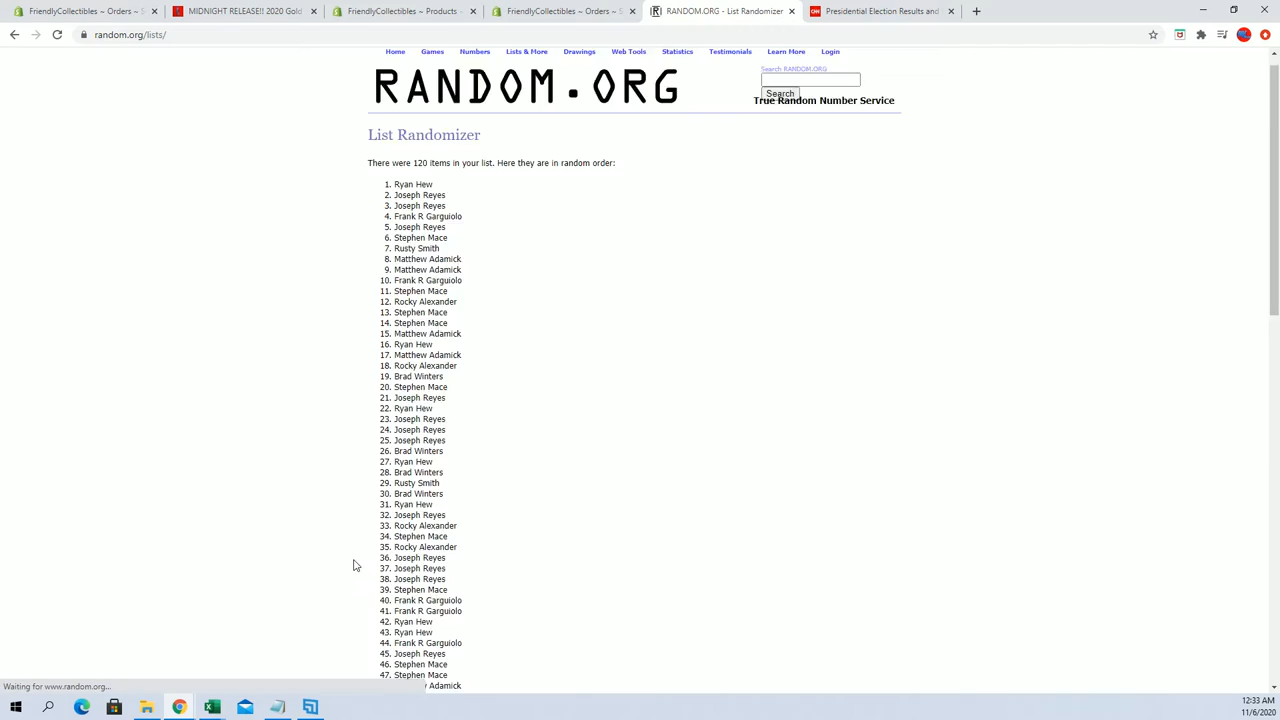 FriendlyCollectibles ~ Orders ~ S
MIDNIGHT RELEASE!! 2020 Gold
FriendlyCollectibles ~ Products ~
FriendlyCollectibles ~ Orders ~ S
RANDOM.ORG - List Randomizer
CNN Presidential Election Results and
random.org/lists/
Home Games Numbers Lists & More Drawings Web Tools Statistics Testimonials Learn More Login
RANDOM.ORG
Search RANDOM.ORG
Search
True Random Number Service
List Randomizer
There were 120 items in your list. Here they are in random order:
1. Ryan Hew
2. Joseph Reyes
3. Joseph Reyes
4. Frank R Garguiolo
5. Joseph Reyes
6. Stephen Mace
7. Rusty Smith
8. Matthew Adamick
9. Matthew Adamick
10. Frank R Garguiolo
11. Stephen Mace
12. Rocky Alexander
13. Stephen Mace
14. Stephen Mace
15. Matthew Adamick
16. Ryan Hew
17. Matthew Adamick
18. Rocky Alexander
19. Brad Winters
20. Stephen Mace
21. Joseph Reyes
22. Ryan Hew
23. Joseph Reyes
24. Joseph Reyes
25. Joseph Reyes
26. Brad Winters
27. Ryan Hew
28. Brad Winters
29. Rusty Smith
30. Brad Winters
31. Ryan Hew
32. Joseph Reyes
33. Rocky Alexander
34. Stephen Mace
35. Rocky Alexander
36. Joseph Reyes
37. Joseph Reyes
38. Joseph Reyes
39. Stephen Mace
40. Frank R Garguiolo
41. Frank R Garguiolo
42. Ryan Hew
43. Ryan Hew
44. Frank R Garguiolo
45. Joseph Reyes
46. Stephen Mace
47. Stephen Mace
Adamick
Waiting for www.random.org...
12:33 AM
11/6/2020